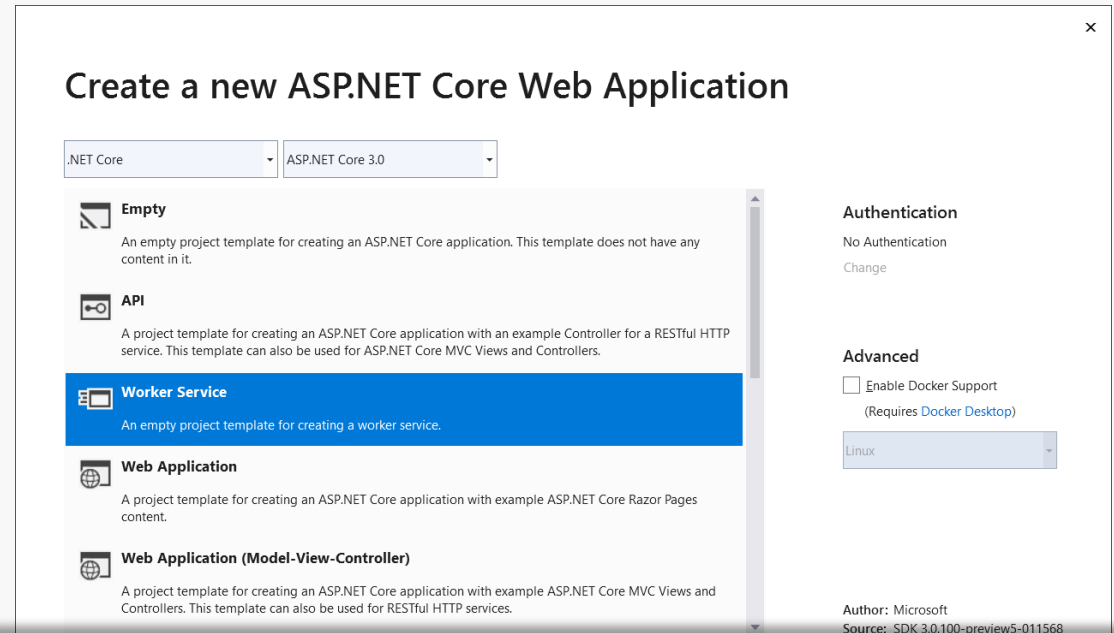 Create a new ASP.NET Core Web Application
.NET Core
ASP.NET Core 3.0
Empty
An empty project template for creating an ASP.NET Core application. This template does not have any
content in it.
API
A project template for creating an ASP.NET Core application with an example Controller for a RESTful HTTP
service. This template can also be used for ASP.NET Core MVC Views and Controllers.
Worker Service
An empty project template for creating a worker service.
Web Application
A project template for creating an ASP.NET Core application with example ASP.NET Core Razor Pages
content.
Web Application (Model-View-Controller)
A project template for creating an ASP.NET Core application with example ASP.NET Core MVC Views and
Controllers. This template can also be used for RESTful HTTP services.
Authentication
No Authentication
Change
Advanced
Enable Docker Support
(Requires Docker Desktop)
Linux
Author: Microsoft
Source: SDK 3.0.100-preview5-011568